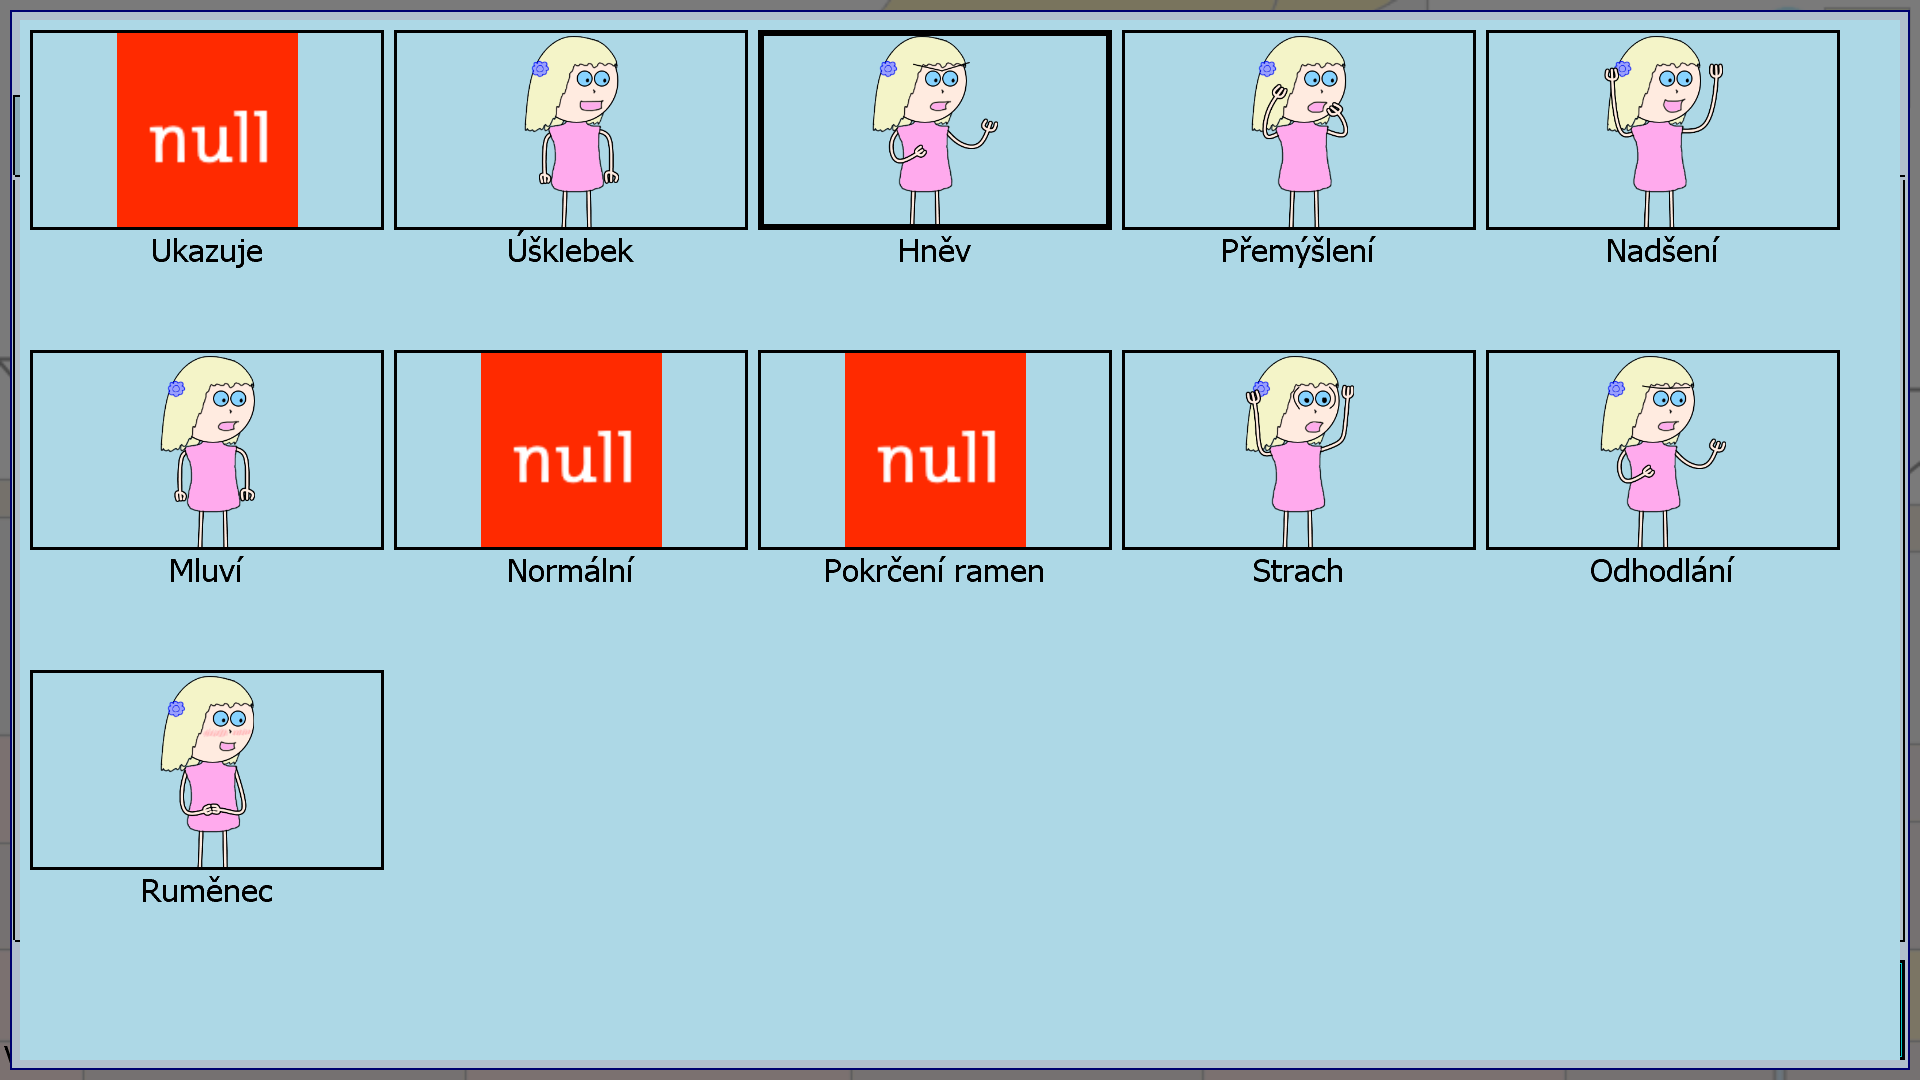 null
Ukazuje
Úšklebek
Hněv
Přemýšlení
Nadšení
null
null
Mluví
Normální
Pokrčení ramen
Strach
Odhodlání
Ruměnec